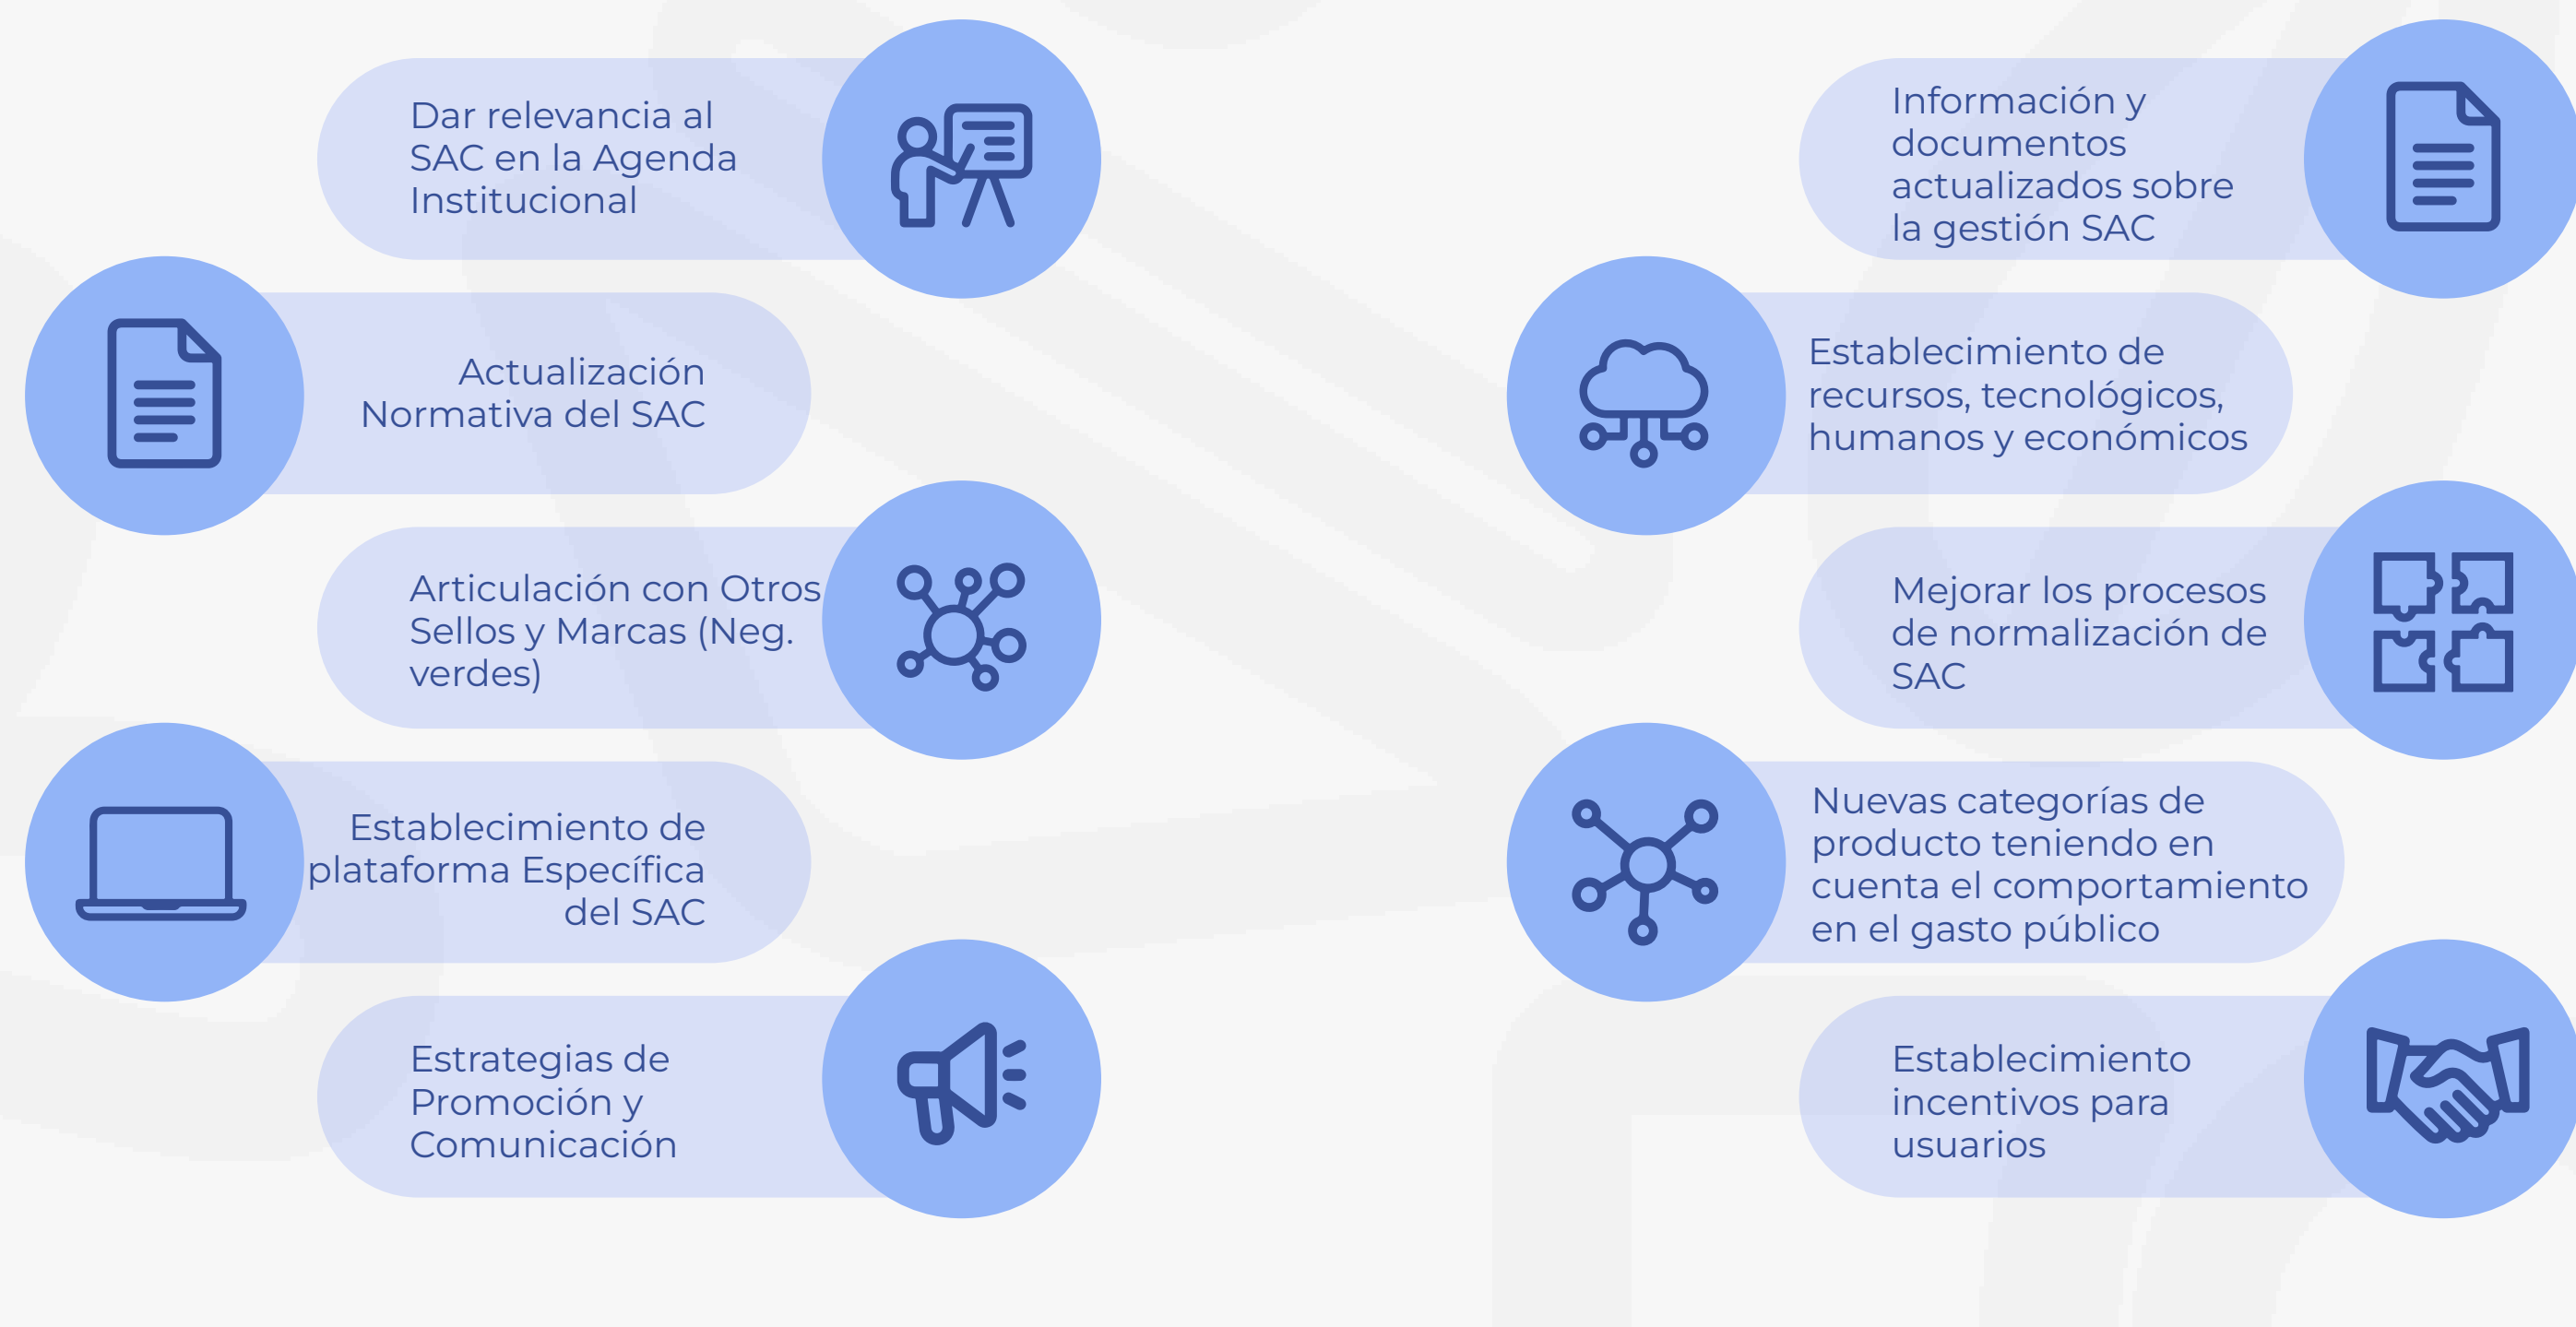 Dar relevancia al
SAC en la Agenda
Institucional
Actualización
Normativa del SAC
Articulación con Otros
Sellos y Marcas (Neg.
verdes)
Establecimiento de
plataforma Específica
del SAC
Estrategias de
Promoción y
Comunicación
Información y
documentos
actualizados sobre
la gestión SAC
Establecimiento de
recursos, tecnológicos,
humanos y económicos
Mejorar los procesos
de normalización de
SAC
Nuevas categorías de
producto teniendo en
cuenta el comportamiento
en el gasto público
Establecimiento
incentivos para
usuarios